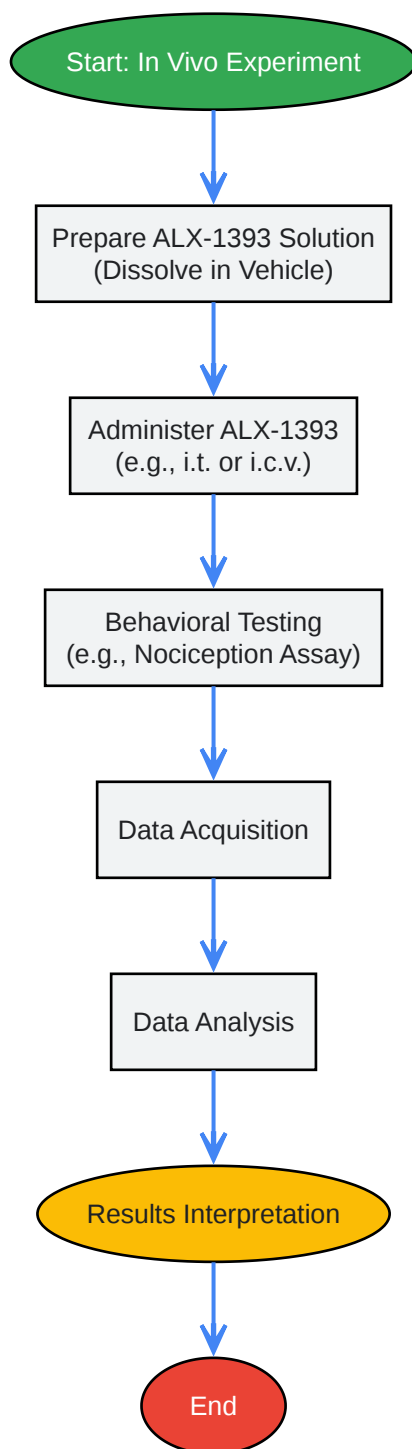 Start: In Vivo Experiment
Prepare ALX-1393 Solution
(Dissolve in Vehicle)
Administer ALX-1393
(e.g., i.t. or i.c.v.)
Behavioral Testing
(e.g., Nociception Assay)
Data Acquisition
Data Analysis
Results Interpretation
End